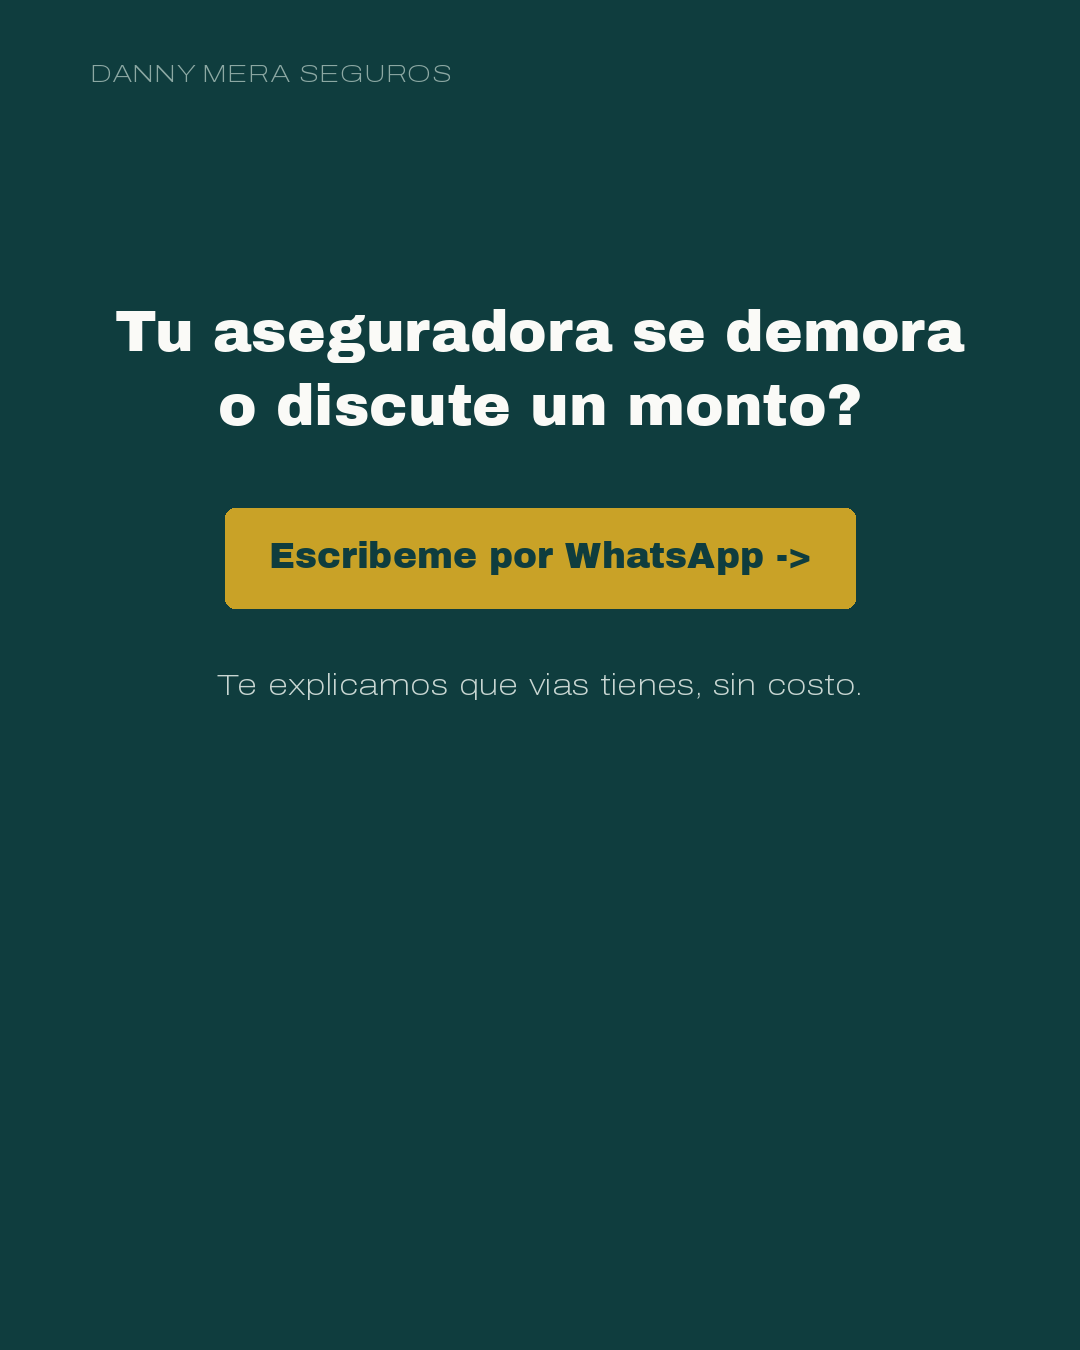 DANNY MERA SEGUROS
Tu aseguradora se demora
o discute un monto?
Escribeme por WhatsApp ->
Te explicamos que vias tienes, sin costo.